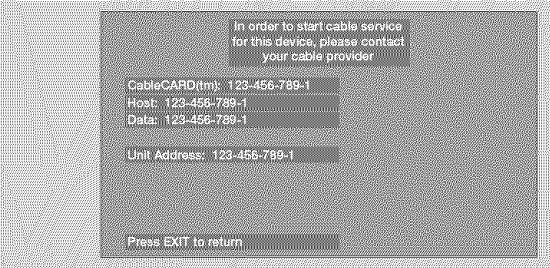 In order to start cable service
for this device, please contact
your cable provider
CableCARD(tm): 123-456-789-1
Host: 123-456-789-1
Data: 123-456-789-1
Unit Address: 123-456-789-1
Press EXIT to return